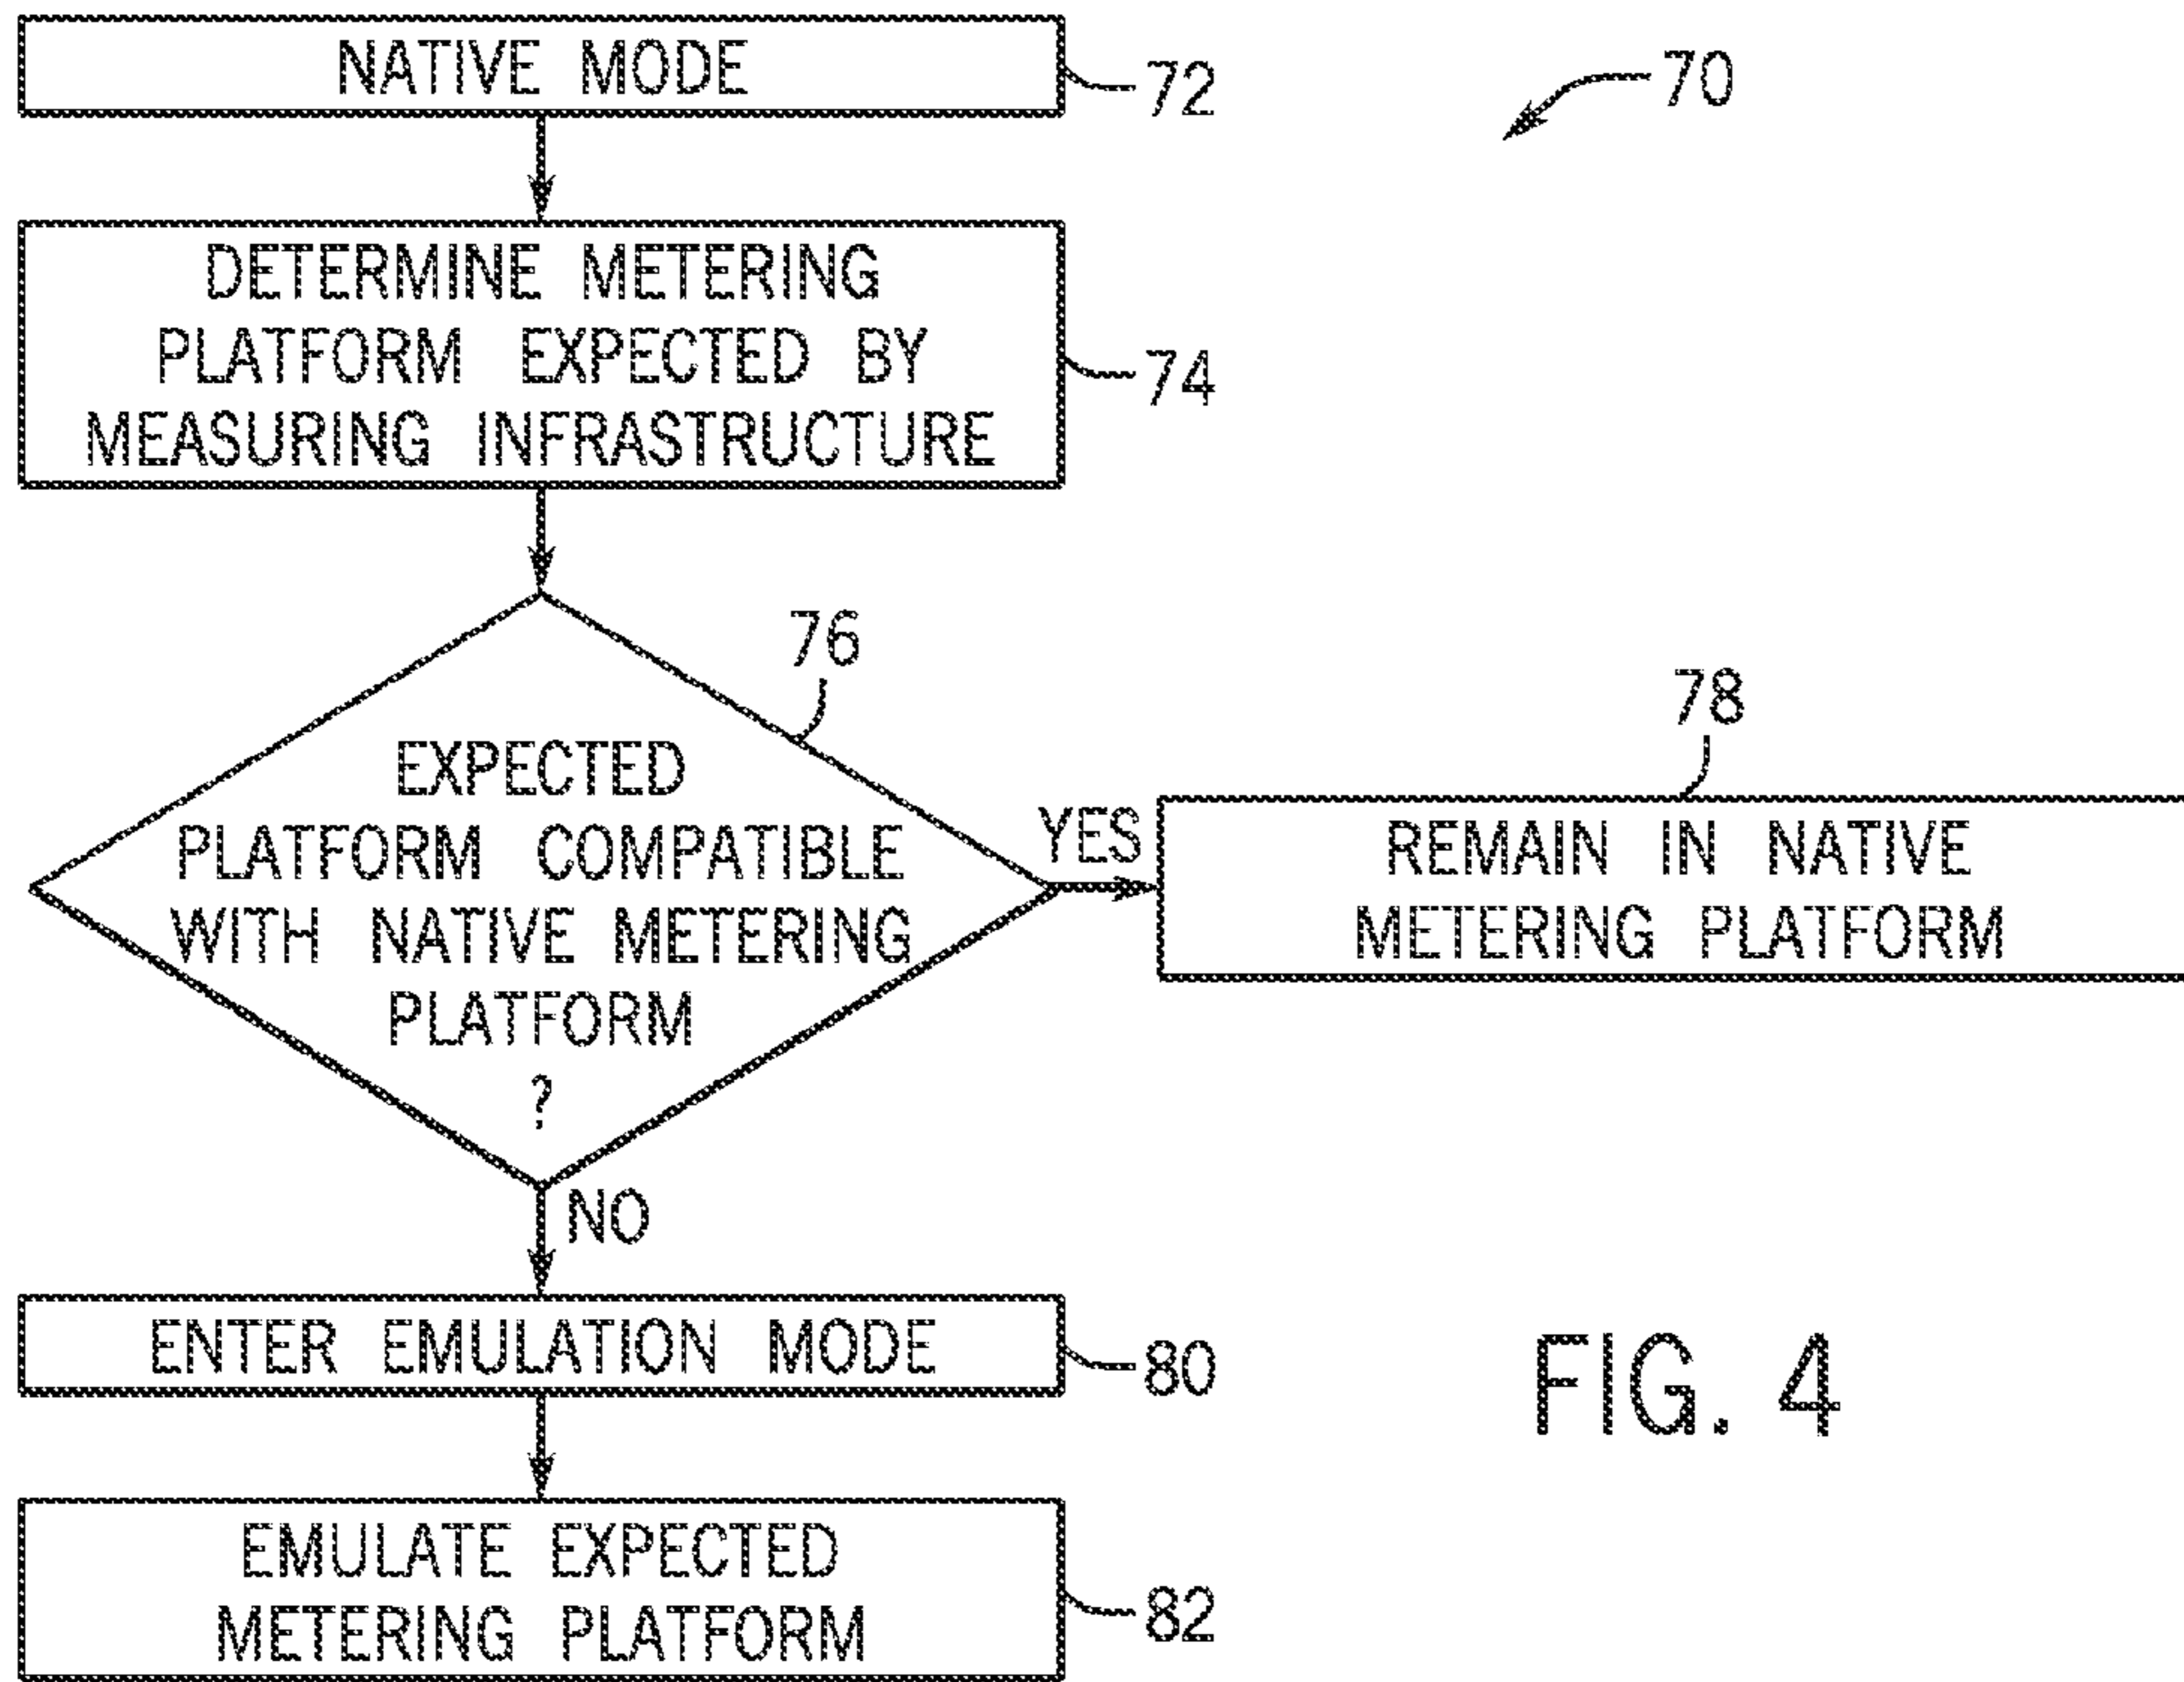 NATIVE MODE
72
70
DETERMINE METERING
PLATFORM EXPECTED BY
MEASURING INFRASTRUCTURE
74
76
EXPECTED
PLATFORM COMPATIBLE
WITH NATIVE METERING
PLATFORM
?
YES
78
REMAIN IN NATIVE
METERING PLATFORM
NO
ENTER EMULATION MODE
80
EMULATE EXPECTED
METERING PLATFORM
82
FIG. 4